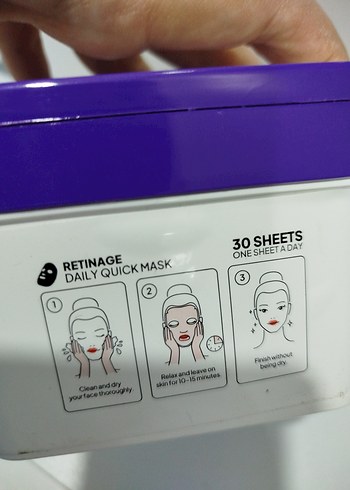 RETINAGE
DAILY QUICK MASK
30 SHEETS
ONE SHEET A DAY
1
Clean and dry
your face thoroughly.
2
Relax and leave on
skin for 10-15 minutes.
3
Finish without
being dry.